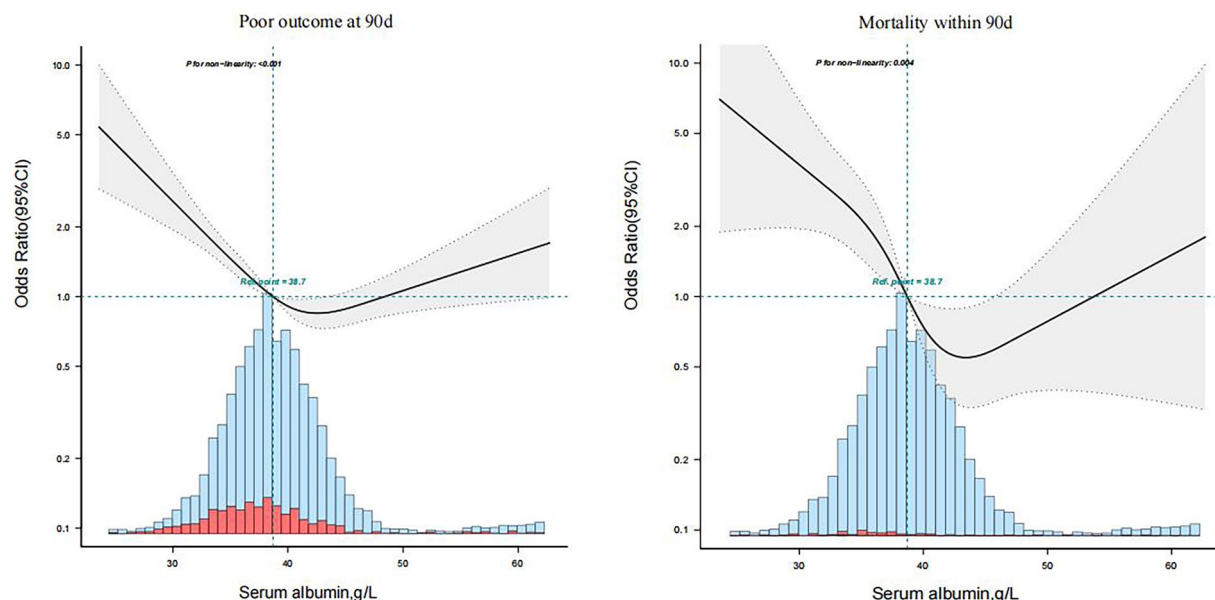 Poor outcome at 90d
P for non-linearity: <0.001
10.0
5.0
2.0
1.0
0.5
0.2
0.1
Odds Ratio(95%CI)
Ref. point = 38.7
30
40
50
60
Serum albumin,g/L
Mortality within 90d
P for non-linearity: 0.004
10.0
5.0
2.0
1.0
0.5
0.2
0.1
Odds Ratio(95%CI)
Ref. point = 38.7
30
40
50
60
Serum albumin,g/L